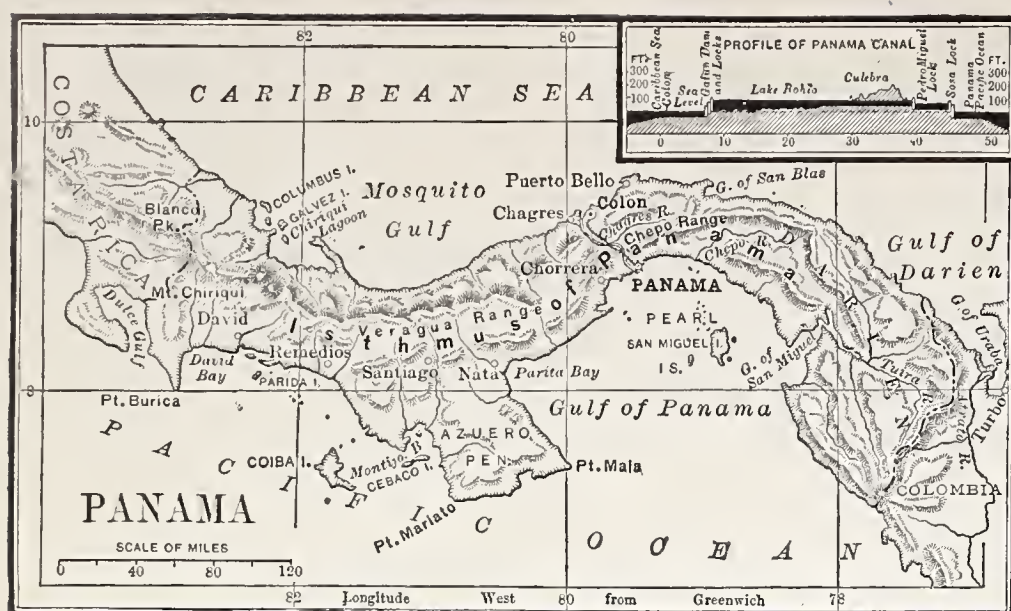 82
80
CARIBBEAN SEA
10
COSTA RICA
PROFILE OF PANAMA CANAL
FT.
300
200
100
Caribbean Sea
Colon
Sea Level
Gatun Dam and Locks
Lake Bohio
Culebra
Pedro Miguel Lock
Sosa Lock
Panama
Pacific Ocean
FT.
300
200
100
0
10
20
30
40
50
COLUMBUS I.
GALVEZ I.
Chiriqui Lagoon
Mosquito Gulf
Blanco Pk.
Puerto Bello
Colon
G. of San Blas
Chagres
Chagres R.
Chepo Range
Chepo R.
Gulf of Darien
Chorrera
Isthmus of Panama
DARIEN
PANAMA
Mt. Chiriqui
Dulce Gulf
David
Veragua Range
PEARL IS.
SAN MIGUEL I.
G. of San Miguel
G. of Uraba
Remedios
Santiago
Nata
Parita Bay
David Bay
PARIDA I.
Tuira R.
8
Pt. Burica
Gulf of Panama
Turbo
AZUERO PEN.
COIBA I.
Montijo B.
CEBACO I.
Pt. Mala
Pt. Mariato
COLOMBIA
PACIFIC OCEAN
PANAMA
SCALE OF MILES
0 40 80 120
82 Longitude West 80 from Greenwich 78